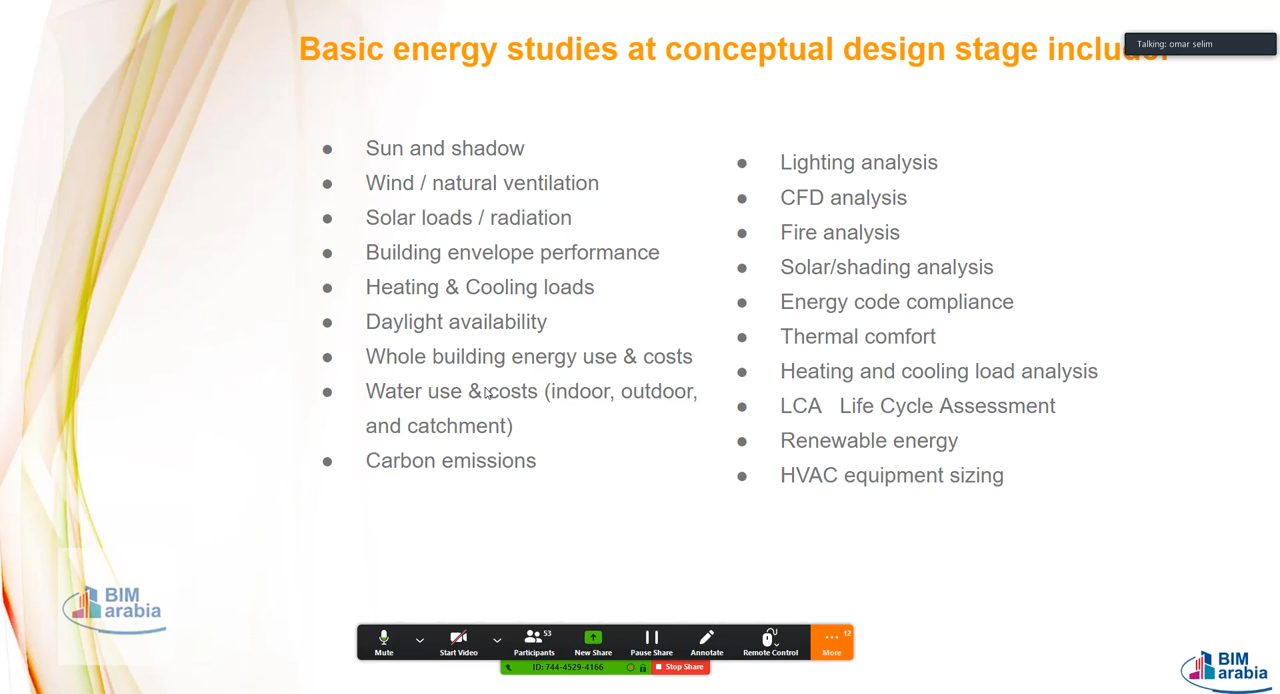 Basic energy studies at conceptual design stage include:
Talking: omar selim
Sun and shadow
Wind / natural ventilation
Solar loads / radiation
Building envelope performance
Heating & Cooling loads
Daylight availability
Whole building energy use & costs
Water use & costs (indoor, outdoor,
and catchment)
Carbon emissions
Lighting analysis
CFD analysis
Fire analysis
Solar/shading analysis
Energy code compliance
Thermal comfort
Heating and cooling load analysis
LCA Life Cycle Assessment
Renewable energy
HVAC equipment sizing
BIM
arabia
53
12
Mute
Start Video
Participants
New Share
Pause Share
Annotate
Remote Control
More
ID: 744-4529-4166
Stop Share
BIM
arabia